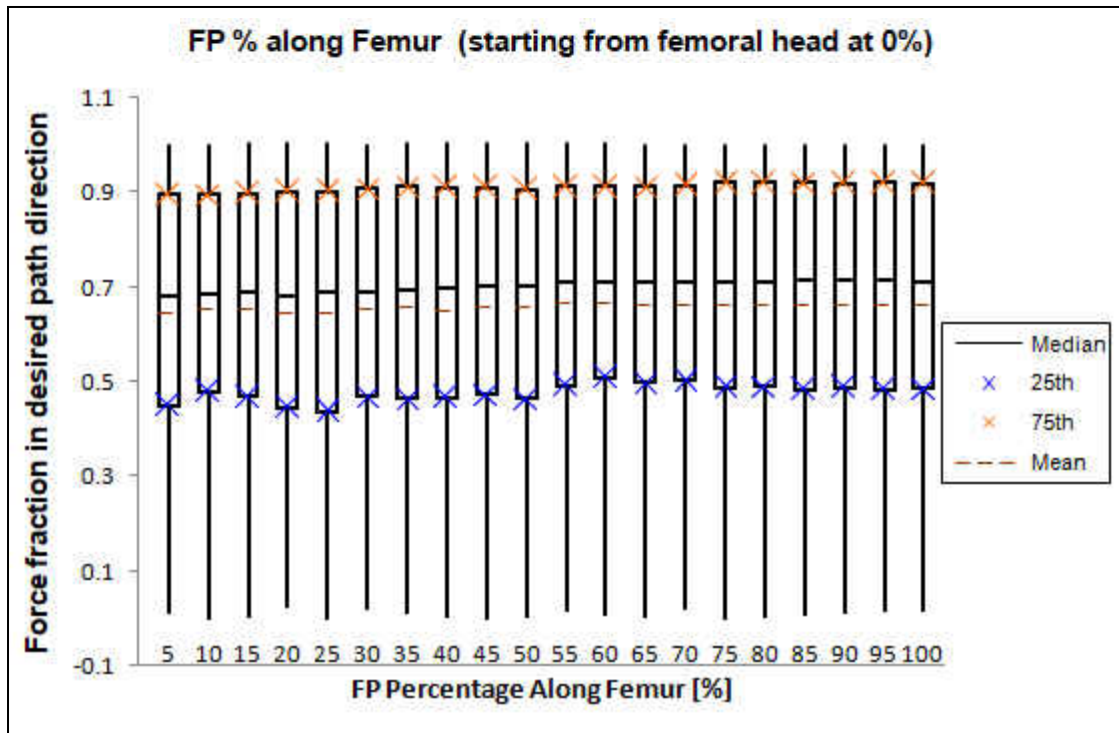 FP % along Femur (starting from femoral head at 0%)
Force fraction in desired path direction
1.1
0.9
0.7
0.5
0.3
0.1
-0.1
5 10 15 20 25 30 35 40 45 50 55 60 65 70 75 80 85 90 95 100
FP Percentage Along Femur [%]
Median
25th
75th
Mean